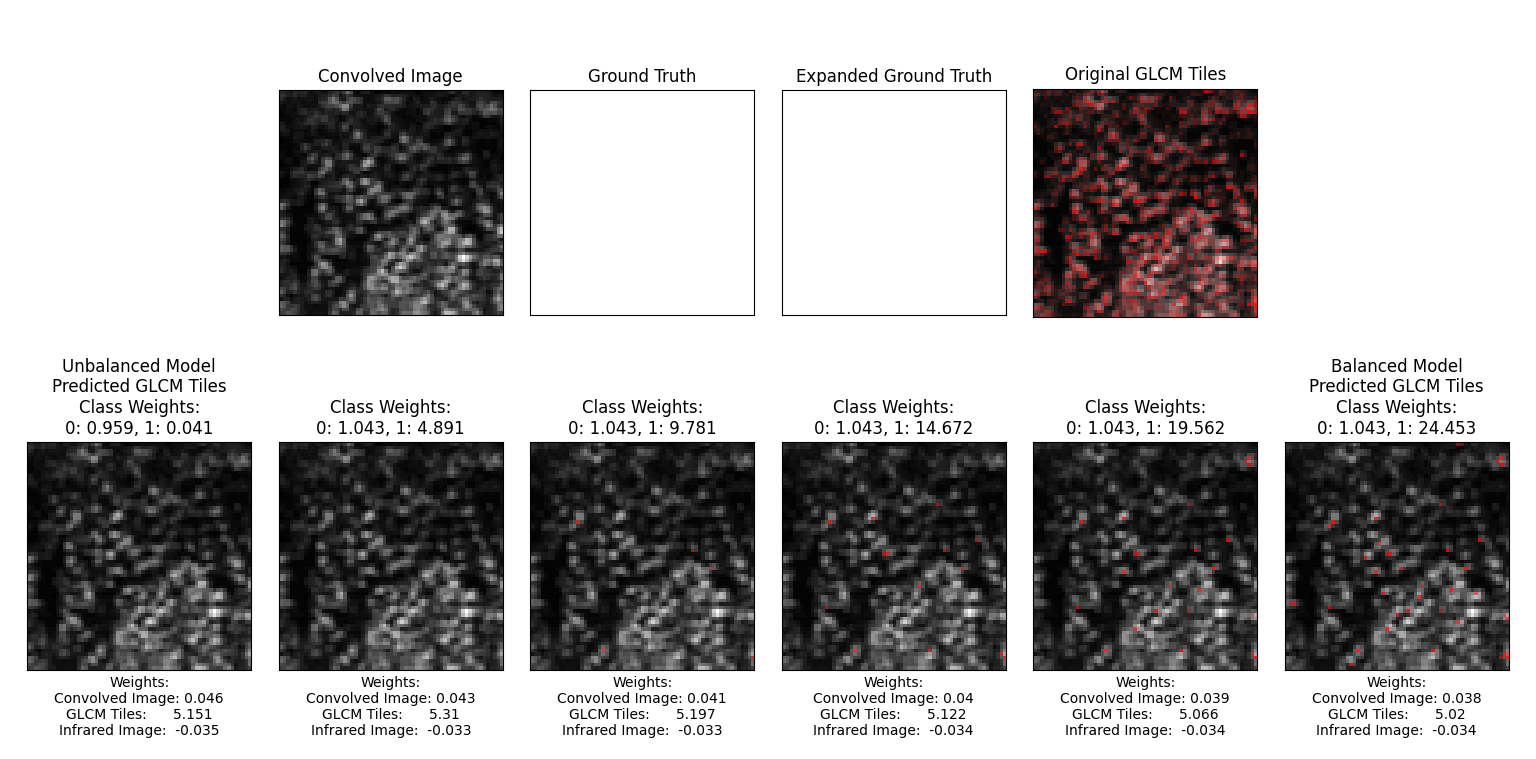 Convolved Image
Ground Truth
Expanded Ground Truth
Original GLCM Tiles
Unbalanced Model
Predicted GLCM Tiles
Class Weights:
0: 0.959, 1: 0.041
Class Weights:
0: 1.043, 1: 4.891
Class Weights:
0: 1.043, 1: 9.781
Class Weights:
0: 1.043, 1: 14.672
Class Weights:
0: 1.043, 1: 19.562
Balanced Model
Predicted GLCM Tiles
Class Weights:
0: 1.043, 1: 24.453
Weights:
Convolved Image: 0.046
GLCM Tiles: 5.151
Infrared Image: -0.035
Weights:
Convolved Image: 0.043
GLCM Tiles: 5.31
Infrared Image: -0.033
Weights:
Convolved Image: 0.041
GLCM Tiles: 5.197
Infrared Image: -0.033
Weights:
Convolved Image: 0.04
GLCM Tiles: 5.122
Infrared Image: -0.034
Weights:
Convolved Image: 0.039
GLCM Tiles: 5.066
Infrared Image: -0.034
Weights:
Convolved Image: 0.038
GLCM Tiles: 5.02
Infrared Image: -0.034